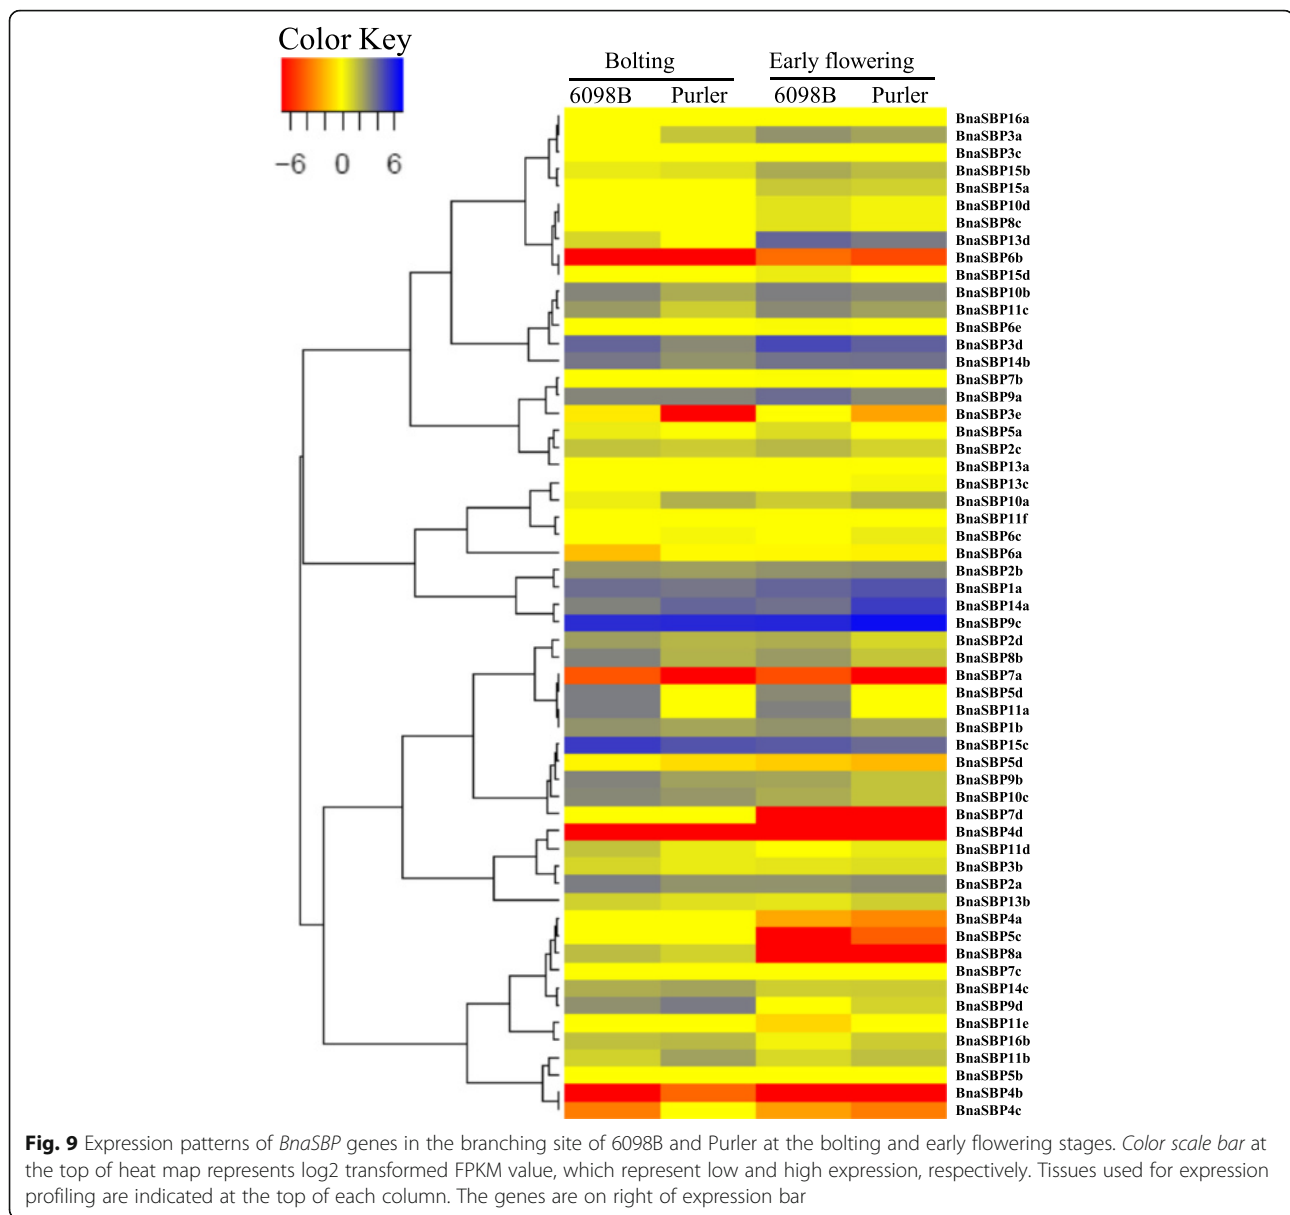 Color Key
−6 0 6
Bolting Early flowering
6098B Purler 6098B Purler
BnaSBP16a
BnaSBP3a
BnaSBP3c
BnaSBP15b
BnaSBP15a
BnaSBP10d
BnaSBP8c
BnaSBP13d
BnaSBP6b
BnaSBP15d
BnaSBP10b
BnaSBP11c
BnaSBP6e
BnaSBP3d
BnaSBP14b
BnaSBP7b
BnaSBP9a
BnaSBP3e
BnaSBP5a
BnaSBP2c
BnaSBP13a
BnaSBP13c
BnaSBP10a
BnaSBP11f
BnaSBP6c
BnaSBP6a
BnaSBP2b
BnaSBP1a
BnaSBP14a
BnaSBP9c
BnaSBP2d
BnaSBP8b
BnaSBP7a
BnaSBP5d
BnaSBP11a
BnaSBP1b
BnaSBP15c
BnaSBP5d
BnaSBP9b
BnaSBP10c
BnaSBP7d
BnaSBP4d
BnaSBP11d
BnaSBP3b
BnaSBP2a
BnaSBP13b
BnaSBP4a
BnaSBP5c
BnaSBP8a
BnaSBP7c
BnaSBP14c
BnaSBP9d
BnaSBP11e
BnaSBP16b
BnaSBP11b
BnaSBP5b
BnaSBP4b
BnaSBP4c
Fig. 9 Expression patterns of BnaSBP genes in the branching site of 6098B and Purler at the bolting and early flowering stages. Color scale bar at
the top of heat map represents log2 transformed FPKM value, which represent low and high expression, respectively. Tissues used for expression
profiling are indicated at the top of each column. The genes are on right of expression bar